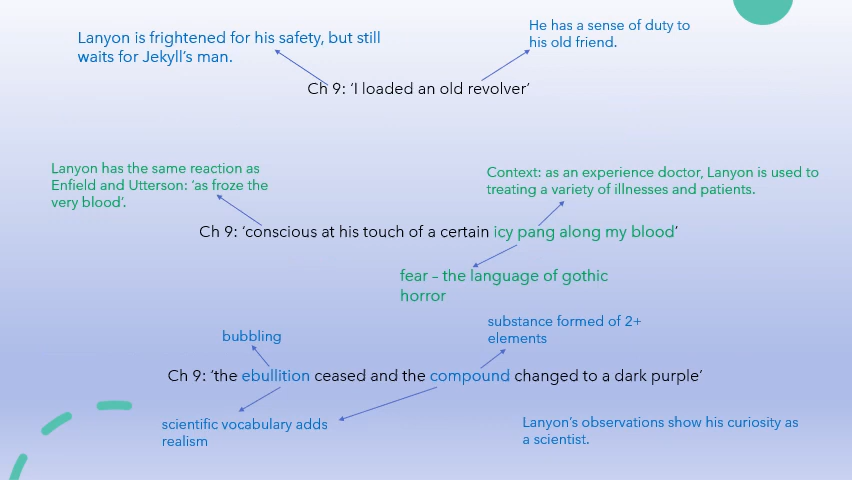 Lanyon is frightened for his safety, but still
waits for Jekyll's man.
He has a sense of duty to
his old friend.
Ch 9: 'I loaded an old revolver'
Lanyon has the same reaction as
Enfield and Utterson: 'as froze the
very blood'.
Context: as an experience doctor, Lanyon is used to
treating a variety of illnesses and patients.
Ch 9: 'conscious at his touch of a certain icy pang along my blood'
fear – the language of gothic
horror
substance formed of 2+
elements
bubbling
Ch 9: 'the ebullition ceased and the compound changed to a dark purple'
scientific vocabulary adds
realism
Lanyon's observations show his curiosity as
a scientist.